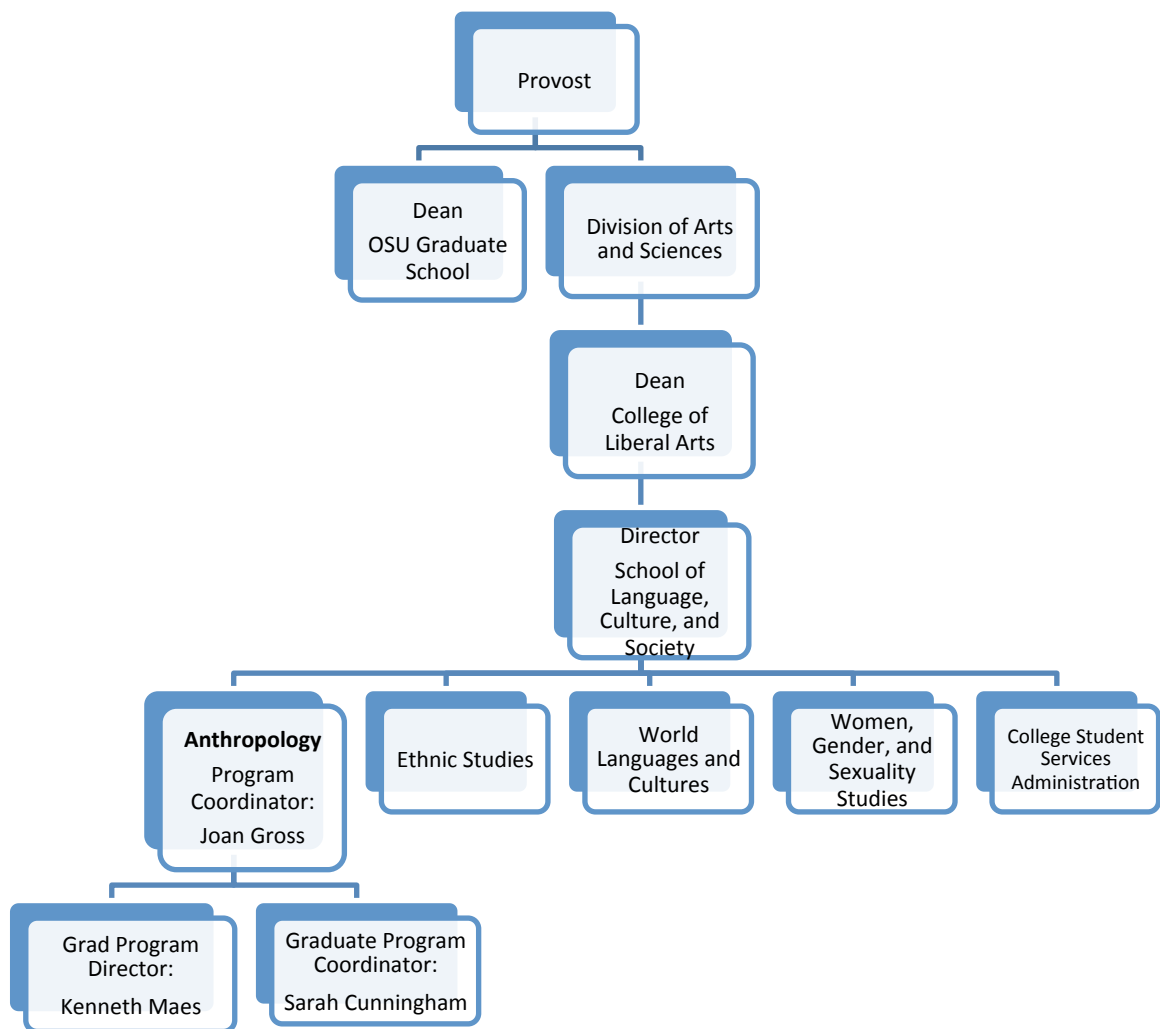 Provost
Dean
OSU Graduate
School
Division of Arts
and Sciences
Dean
College of
Liberal Arts
Director
School of
Language,
Culture, and
Society
Anthropology
Program
Coordinator:
Joan Gross
Ethnic Studies
World
Languages and
Cultures
Women,
Gender, and
Sexuality
Studies
College Student
Services
Administration
Grad Program
Director:
Kenneth Maes
Graduate Program
Coordinator:
Sarah Cunningham